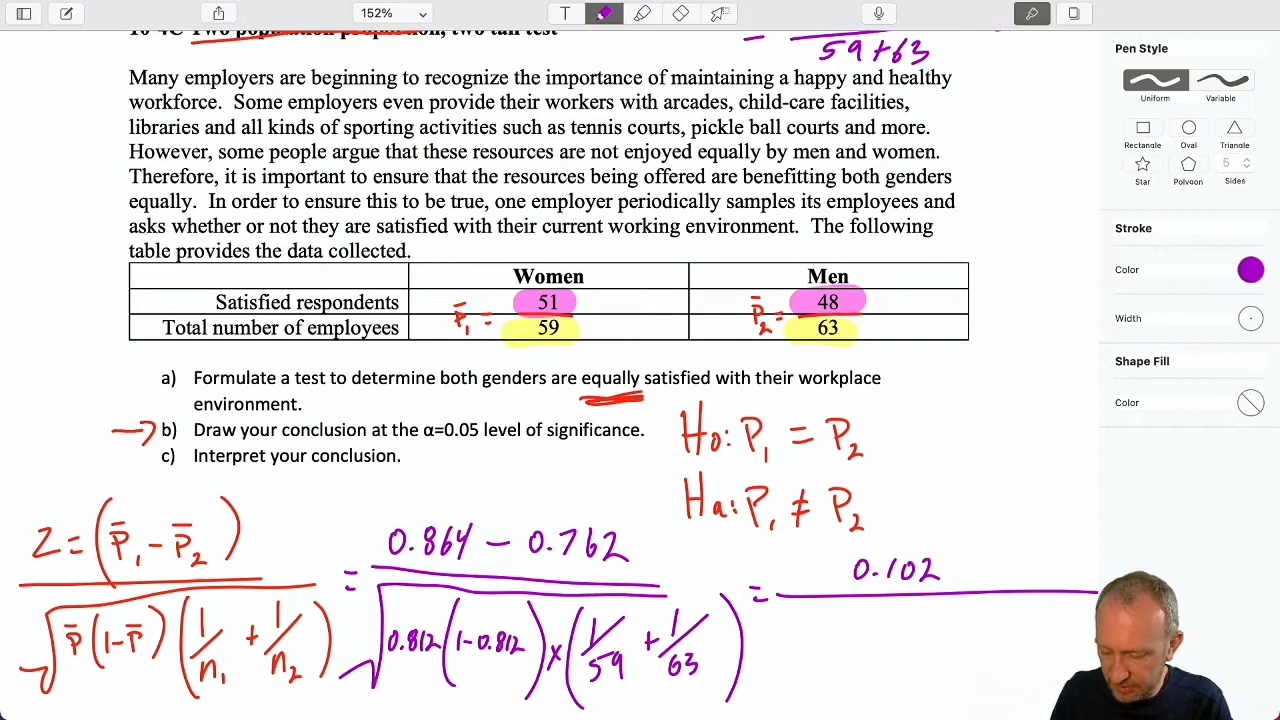 152%
T
10-4C Two population proportion, two tail test
=
59+63
Many employers are beginning to recognize the importance of maintaining a happy and healthy
workforce. Some employers even provide their workers with arcades, child-care facilities,
libraries and all kinds of sporting activities such as tennis courts, pickle ball courts and more.
However, some people argue that these resources are not enjoyed equally by men and women.
Therefore, it is important to ensure that the resources being offered are benefitting both genders
equally. In order to ensure this to be true, one employer periodically samples its employees and
asks whether or not they are satisfied with their current working environment. The following
table provides the data collected.
Women Men
Satisfied respondents 51 48
p̄₁ = p̄₂ =
Total number of employees 59 63
a) Formulate a test to determine both genders are equally satisfied with their workplace
environment.
b) Draw your conclusion at the α=0.05 level of significance.
c) Interpret your conclusion.
Ho: P₁ = P₂
Ha: P₁ ≠ P₂
Z = (p̄₁ - p̄₂) = 0.864 - 0.762 = 0.102
√p̄(1-p̄)(1/n₁ + 1/n₂) √0.812(1-0.812)×(1/59 + 1/63)
Pen Style
Uniform Variable
Rectangle Oval Triangle
5
Star Polygon Sides
Stroke
Color
Width
Shape Fill
Color